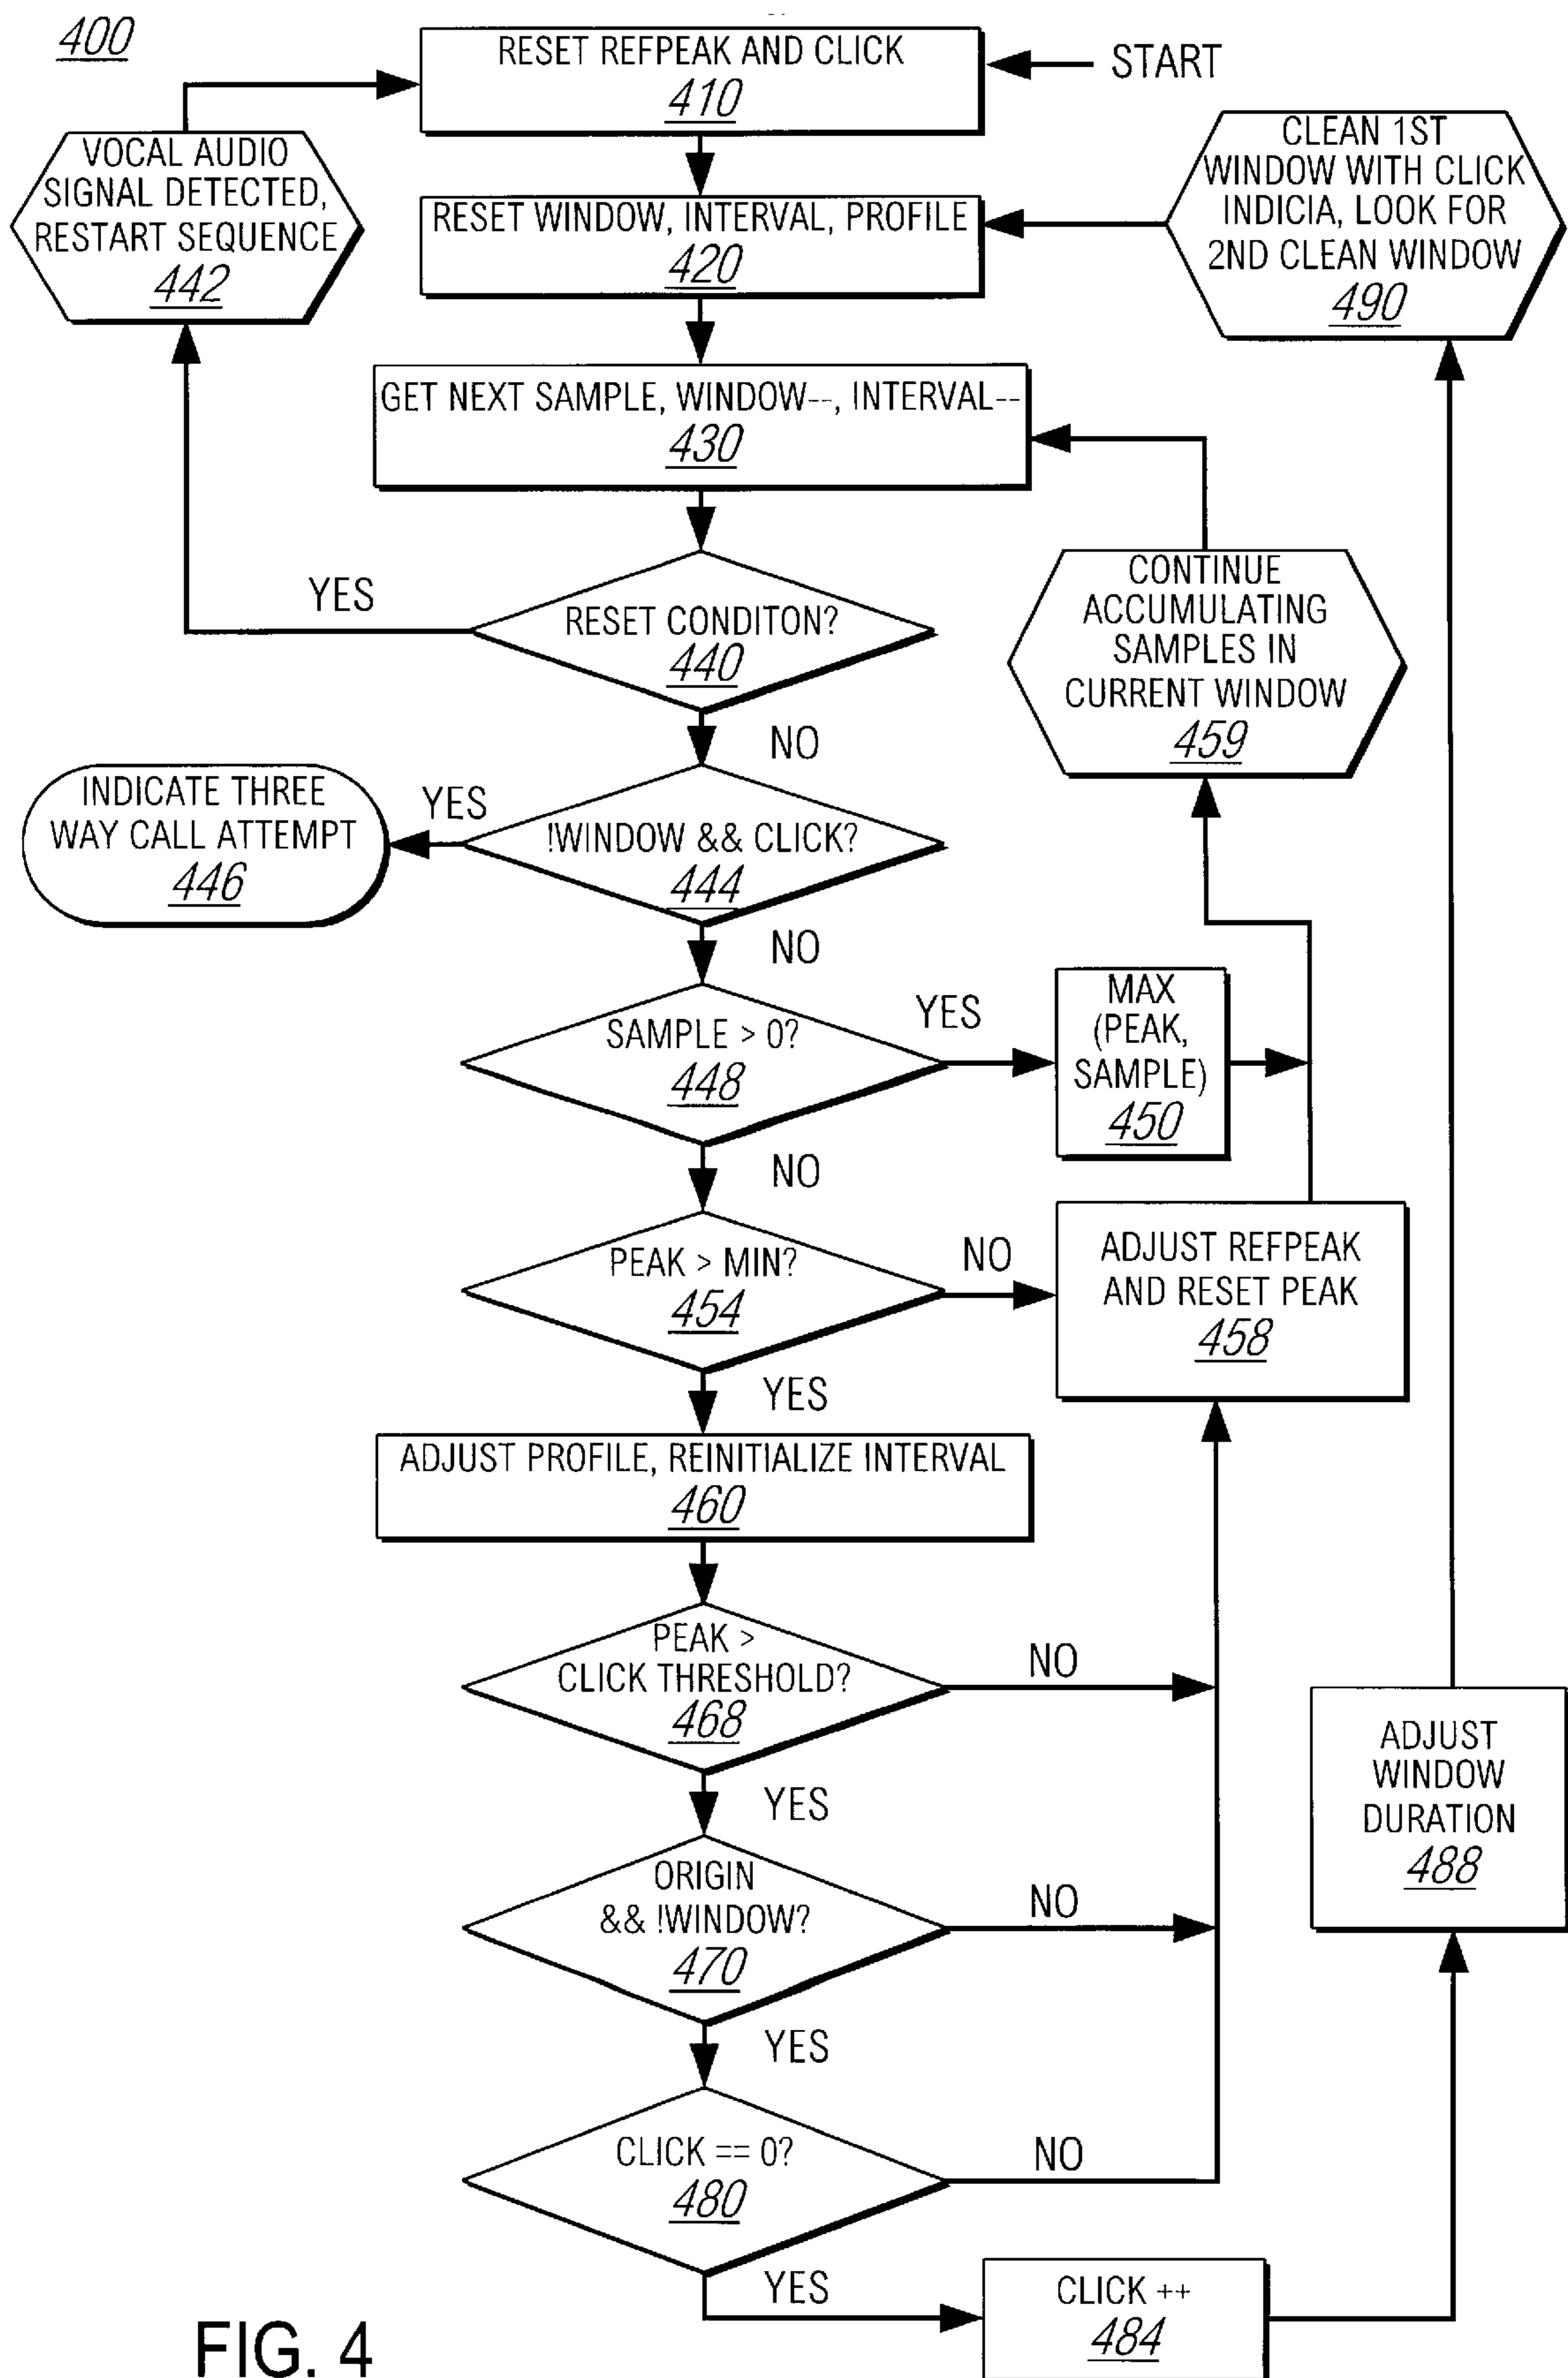 400
RESET REFPEAK AND CLICK
410
START
VOCAL AUDIO
SIGNAL DETECTED,
RESTART SEQUENCE
442
CLEAN 1ST
WINDOW WITH CLICK
INDICIA, LOOK FOR
2ND CLEAN WINDOW
490
RESET WINDOW, INTERVAL, PROFILE
420
GET NEXT SAMPLE, WINDOW--, INTERVAL--
430
YES
RESET CONDITON?
440
NO
CONTINUE
ACCUMULATING
SAMPLES IN
CURRENT WINDOW
459
INDICATE THREE
WAY CALL ATTEMPT
446
YES
!WINDOW && CLICK?
444
NO
SAMPLE > 0?
448
YES
MAX
(PEAK,
SAMPLE)
450
NO
PEAK > MIN?
454
NO
ADJUST REFPEAK
AND RESET PEAK
458
YES
ADJUST PROFILE, REINITIALIZE INTERVAL
460
PEAK >
CLICK THRESHOLD?
468
NO
YES
ADJUST
WINDOW
DURATION
488
ORIGIN
&& !WINDOW?
470
NO
YES
CLICK == 0?
480
NO
YES
CLICK ++
484
FIG. 4